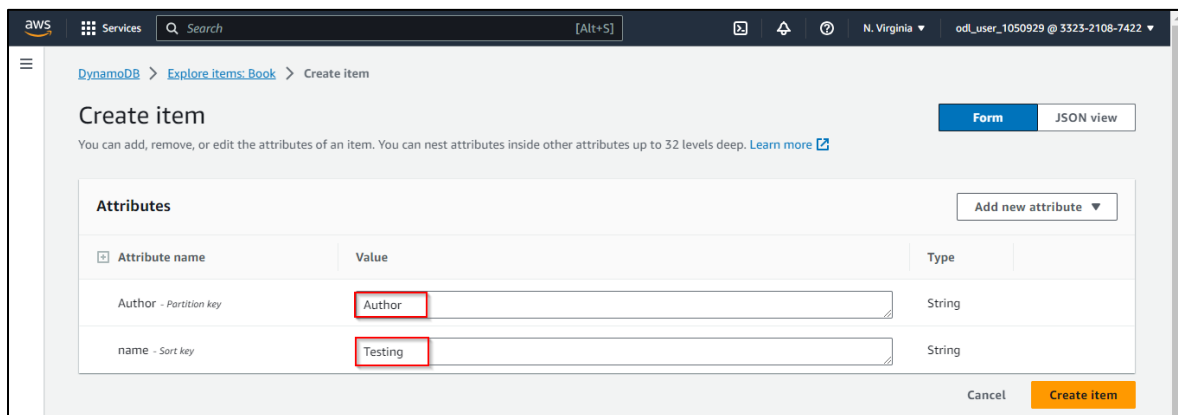 aws Services Search [Alt+S] N. Virginia ▼ odl_user_1050929 @ 3323-2108-7422 ▼
DynamoDB > Explore items: Book > Create item
Create item
Form JSON view
You can add, remove, or edit the attributes of an item. You can nest attributes inside other attributes up to 32 levels deep. Learn more
Attributes Add new attribute ▼
Attribute name Value Type
Author - Partition key Author String
name - Sort key Testing String
Cancel Create item